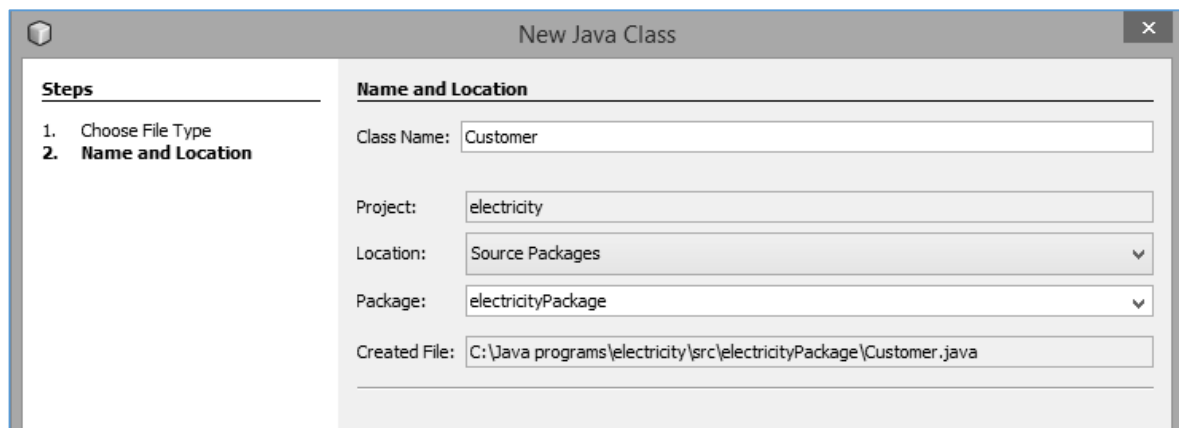 New Java Class
Steps
1. Choose File Type
2. Name and Location
Name and Location
Class Name: Customer
Project: electricity
Location: Source Packages
Package: electricityPackage
Created File: C:\Java programs\electricity\src\electricityPackage\Customer.java